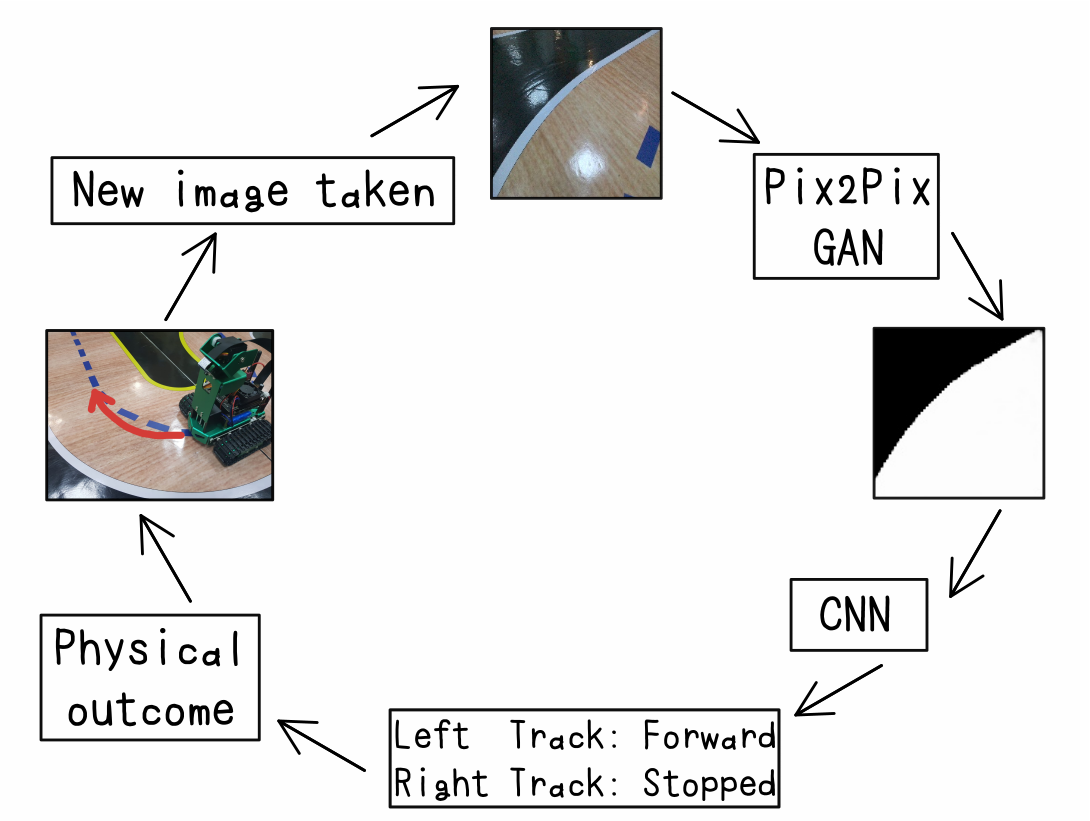 New image taken
Pix2Pix
GAN
CNN
Left Track: Forward
Right Track: Stopped
Physical
outcome